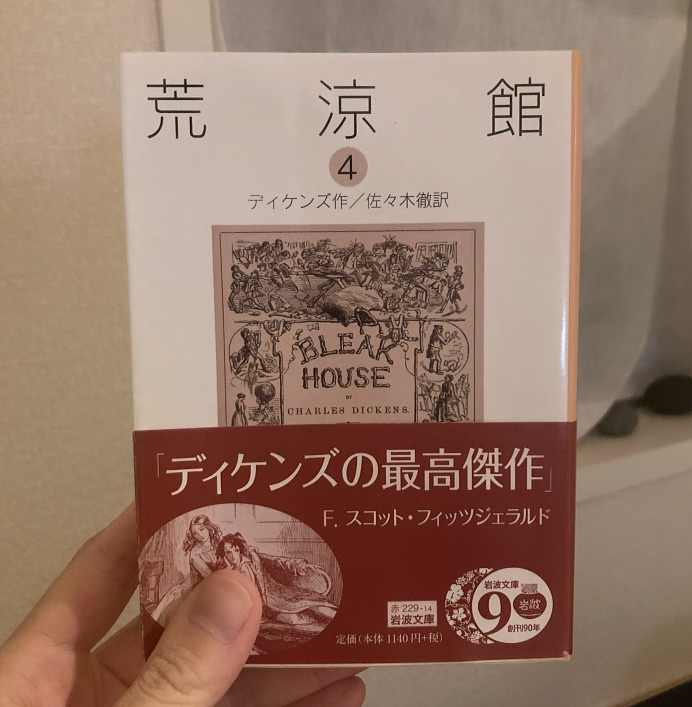 荒涼館
4
ディケンズ作／佐々木徹訳
BLEAK
HOUSE
BY
CHARLES DICKENS.
「ディケンズの最高傑作」
F. スコット・フィッツジェラルド
赤 229-14
岩波文庫
定価(本体 1140 円+税)
岩波文庫
90
岩波
創刊90年